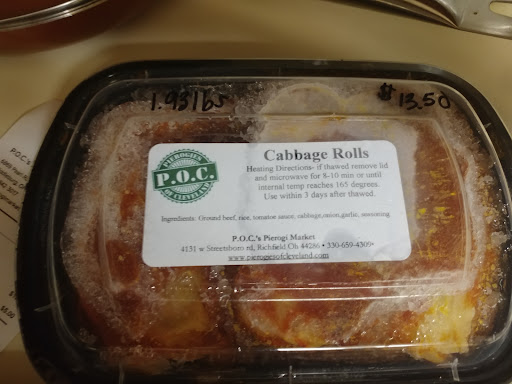 1.93 lbs
$13.50
PIEROGIES
P.O.C.
OF CLEVELAND
Cabbage Rolls
Heating Directions- if thawed remove lid
and microwave for 8-10 min or until
internal temp reaches 165 degrees.
Use within 3 days after thawed.
Ingredients: Ground beef, rice, tomatoe sauce, cabbage,onion,garlic, seasoning
P.O.C.'s Pierogi Market
4131 w Streetsboro rd, Richfield Oh 44286 • 330-659-4309•
www.pierogiesofcleveland.com
P.O.C.'s